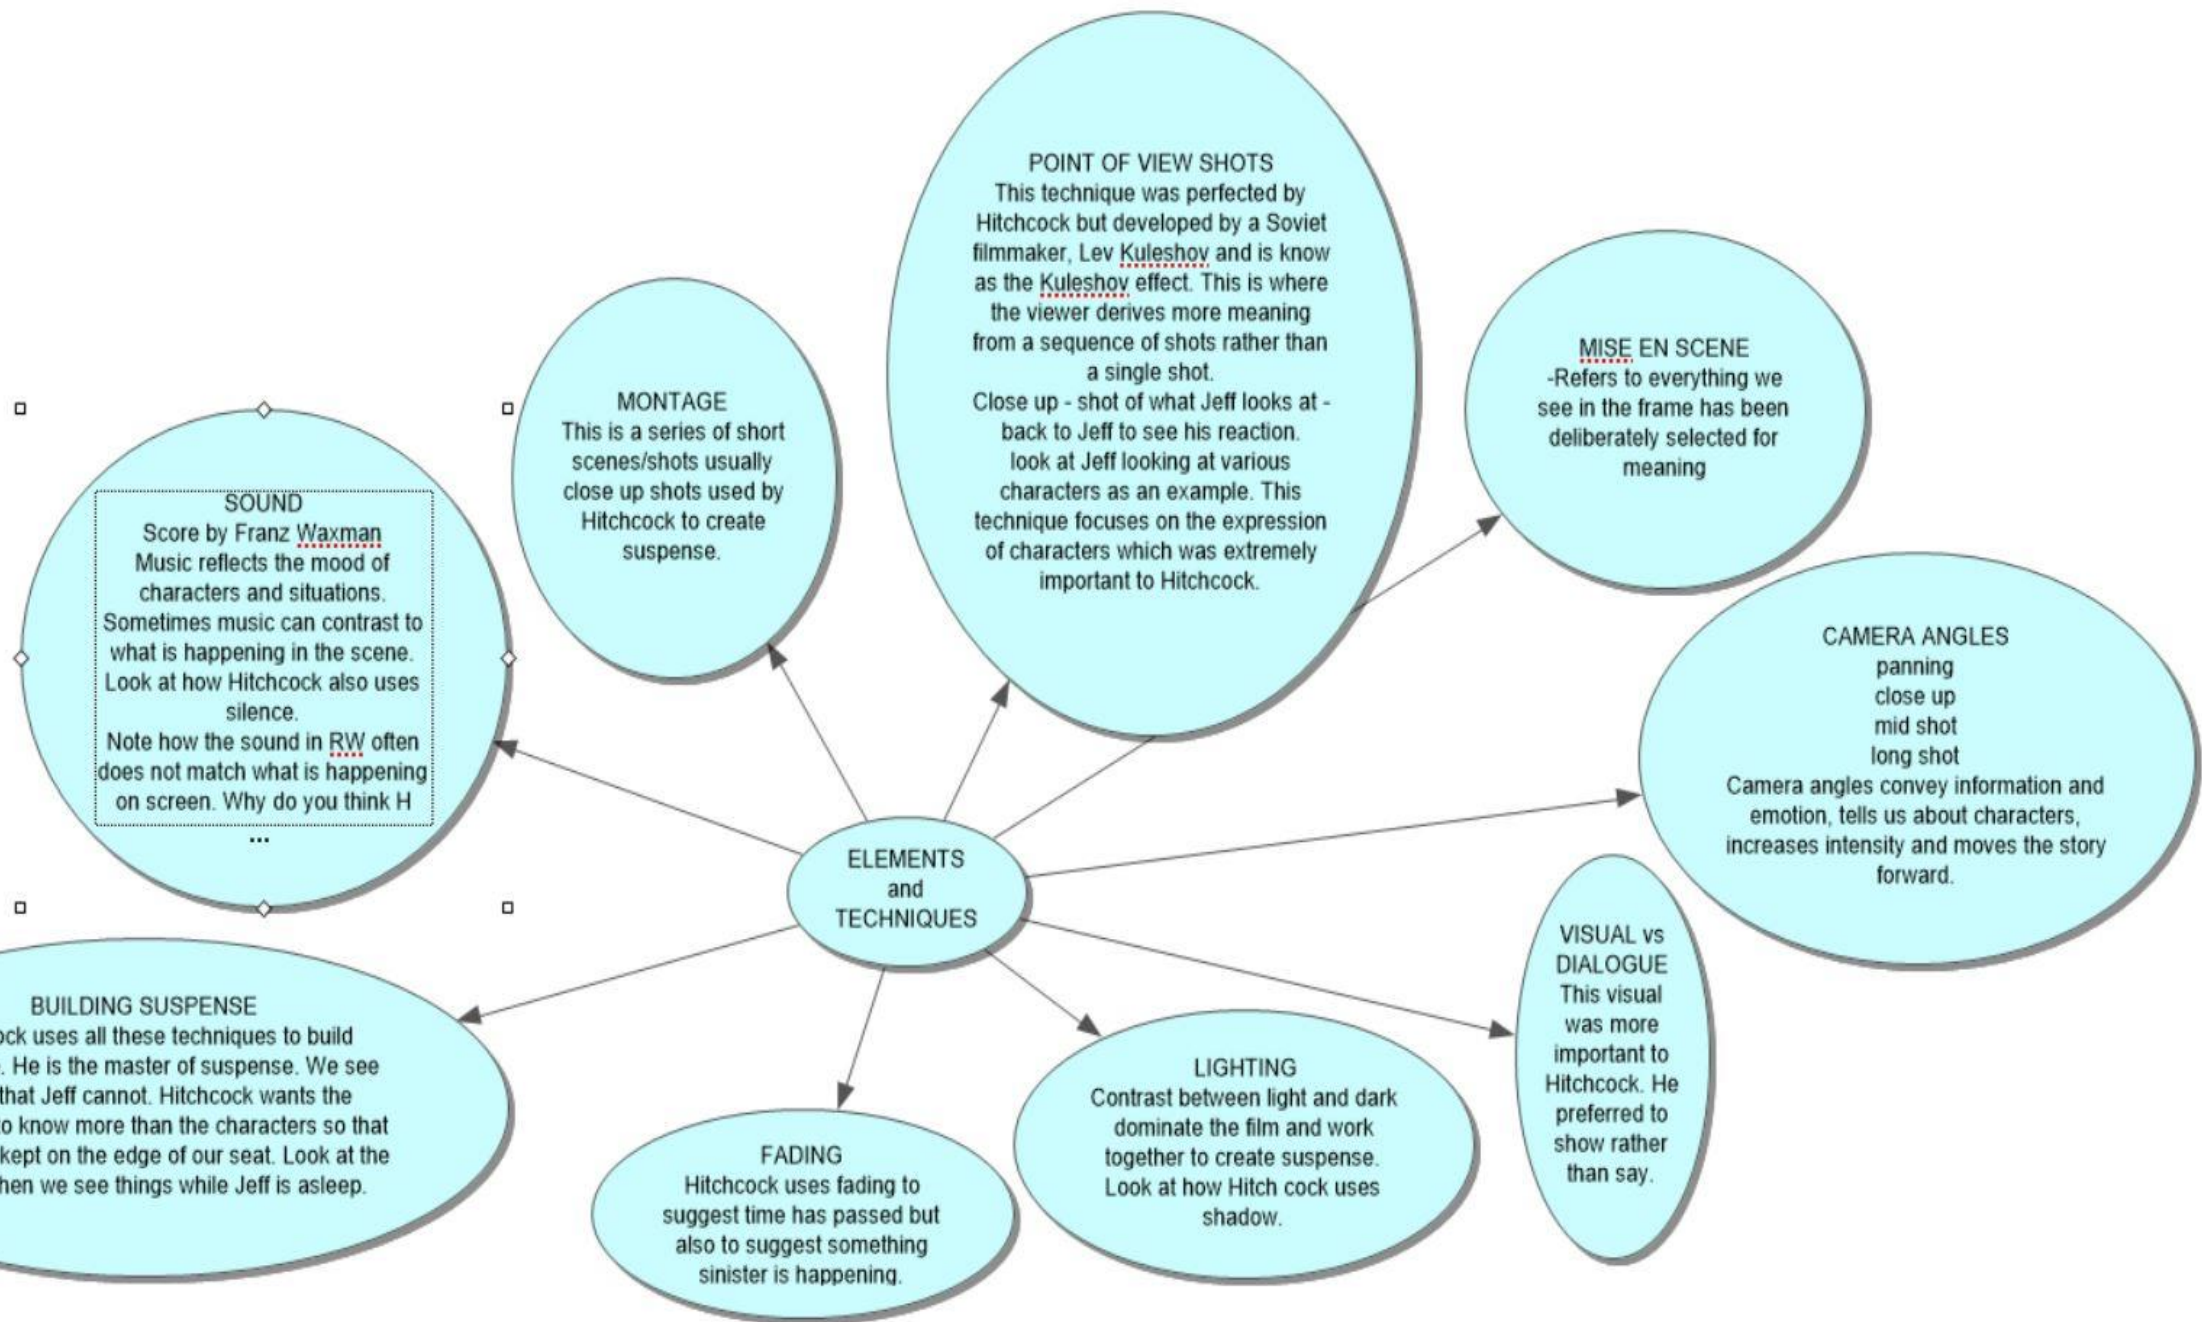 POINT OF VIEW SHOTS
This technique was perfected by
Hitchcock but developed by a Soviet
filmmaker, Lev Kuleshov and is know
as the Kuleshov effect. This is where
the viewer derives more meaning
from a sequence of shots rather than
a single shot.
Close up - shot of what Jeff looks at -
back to Jeff to see his reaction.
look at Jeff looking at various
characters as an example. This
technique focuses on the expression
of characters which was extremely
important to Hitchcock.
MISE EN SCENE
-Refers to everything we
see in the frame has been
deliberately selected for
meaning
MONTAGE
This is a series of short
scenes/shots usually
close up shots used by
Hitchcock to create
suspense.
SOUND
Score by Franz Waxman
Music reflects the mood of
characters and situations.
Sometimes music can contrast to
what is happening in the scene.
Look at how Hitchcock also uses
silence.
Note how the sound in RW often
does not match what is happening
on screen. Why do you think H
...
CAMERA ANGLES
panning
close up
mid shot
long shot
Camera angles convey information and
emotion, tells us about characters,
increases intensity and moves the story
forward.
ELEMENTS
and
TECHNIQUES
VISUAL vs
DIALOGUE
This visual
was more
important to
Hitchcock. He
preferred to
show rather
than say.
BUILDING SUSPENSE
ock uses all these techniques to build
. He is the master of suspense. We see
that Jeff cannot. Hitchcock wants the
o know more than the characters so that
kept on the edge of our seat. Look at the
hen we see things while Jeff is asleep.
LIGHTING
Contrast between light and dark
dominate the film and work
together to create suspense.
Look at how Hitch cock uses
shadow.
FADING
Hitchcock uses fading to
suggest time has passed but
also to suggest something
sinister is happening.